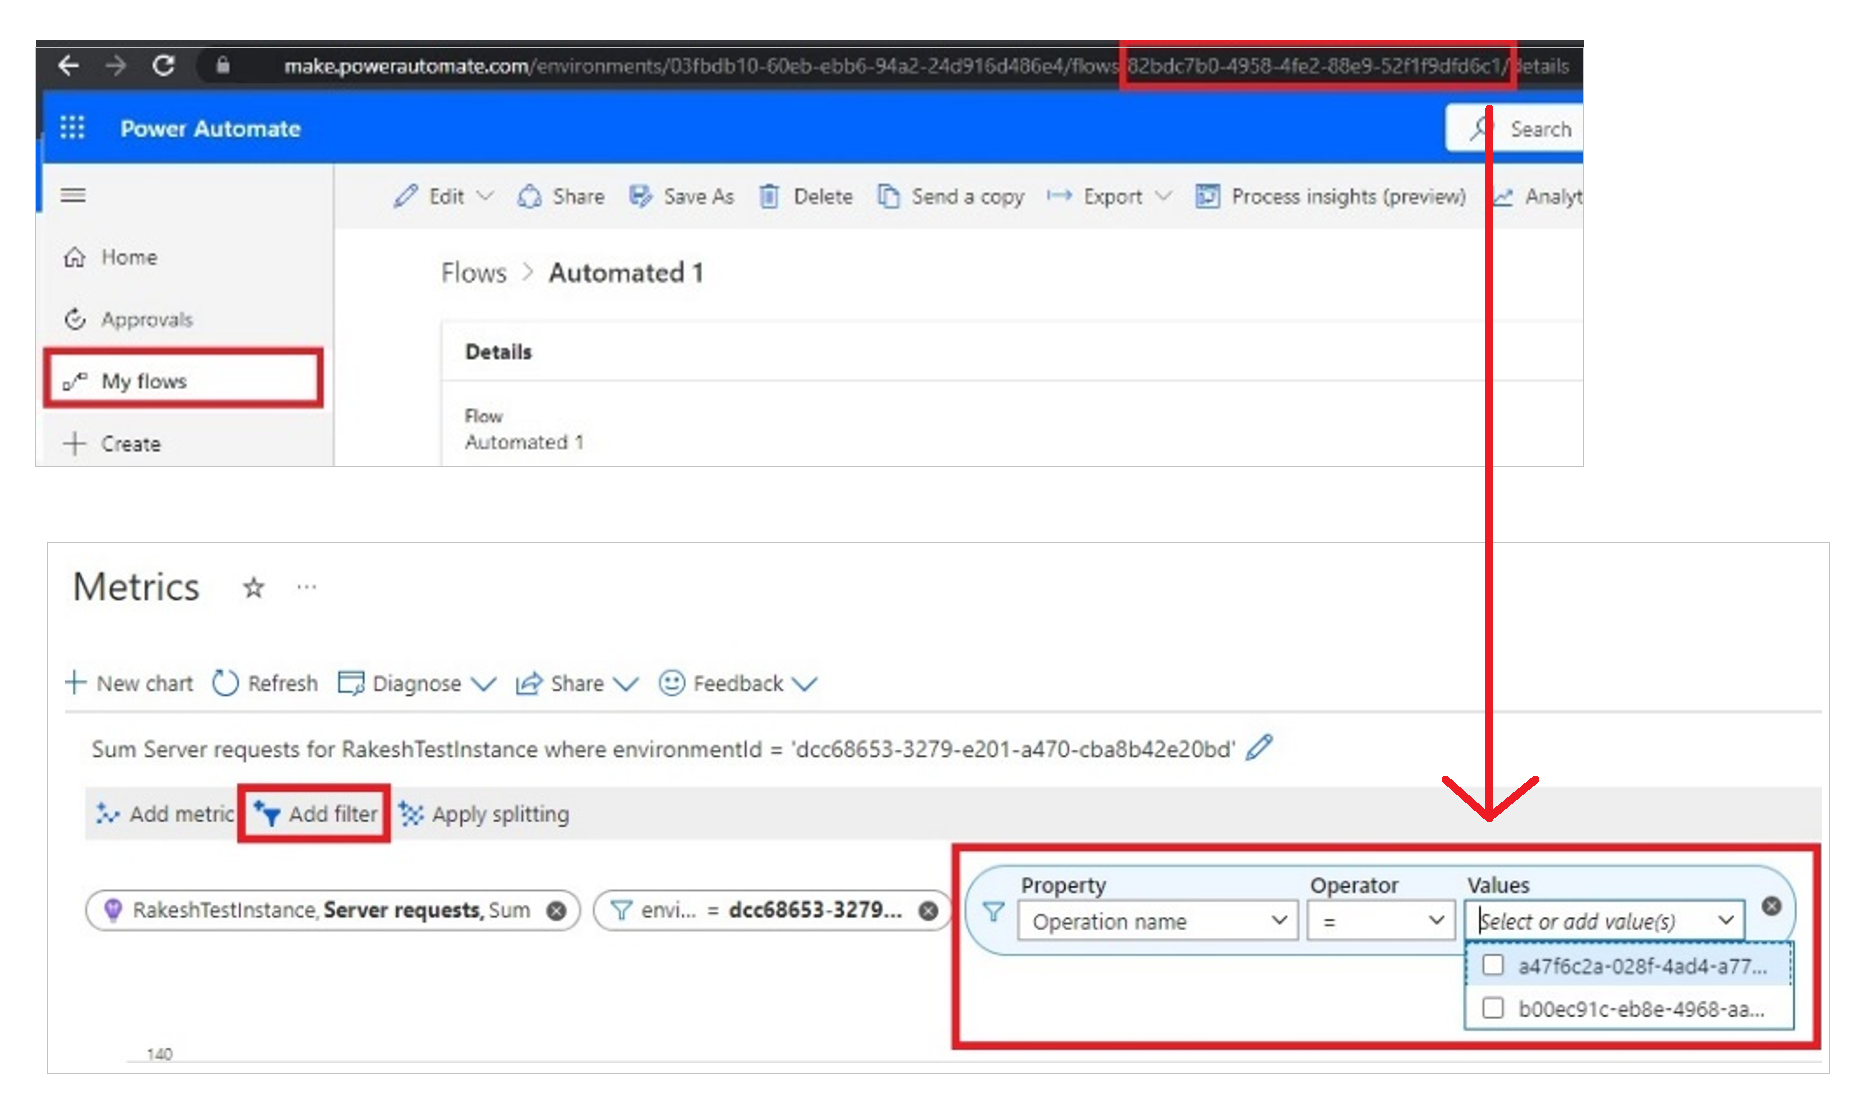 make.powerautomate.com/environments/03fbdb10-60eb-ebb6-94a2-24d916d486e4/flows/82bdc7b0-4958-4fe2-88e9-52f1f9dfd6c1/details
Power Automate
Search
Edit Share Save As Delete Send a copy Export Process insights (preview) Analyt
Home
Flows > Automated 1
Approvals
Details
My flows
Flow
Automated 1
Create
Metrics ☆ ...
New chart Refresh Diagnose Share Feedback
Sum Server requests for RakeshTestInstance where environmentId = 'dcc68653-3279-e201-a470-cba8b42e20bd'
Add metric Add filter Apply splitting
Property Operator Values
RakeshTestInstance, Server requests, Sum envi... = dcc68653-3279... Operation name = Select or add value(s)
a47f6c2a-028f-4ad4-a77...
b00ec91c-eb8e-4968-aa...
140